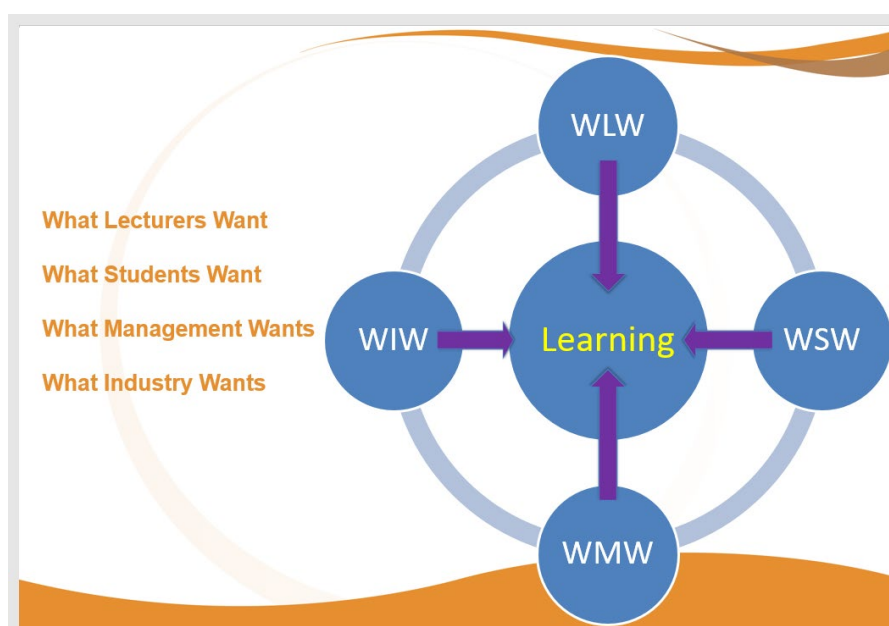 What Lecturers Want
What Students Want
What Management Wants
What Industry Wants
WLW
WIW
Learning
WSW
WMW